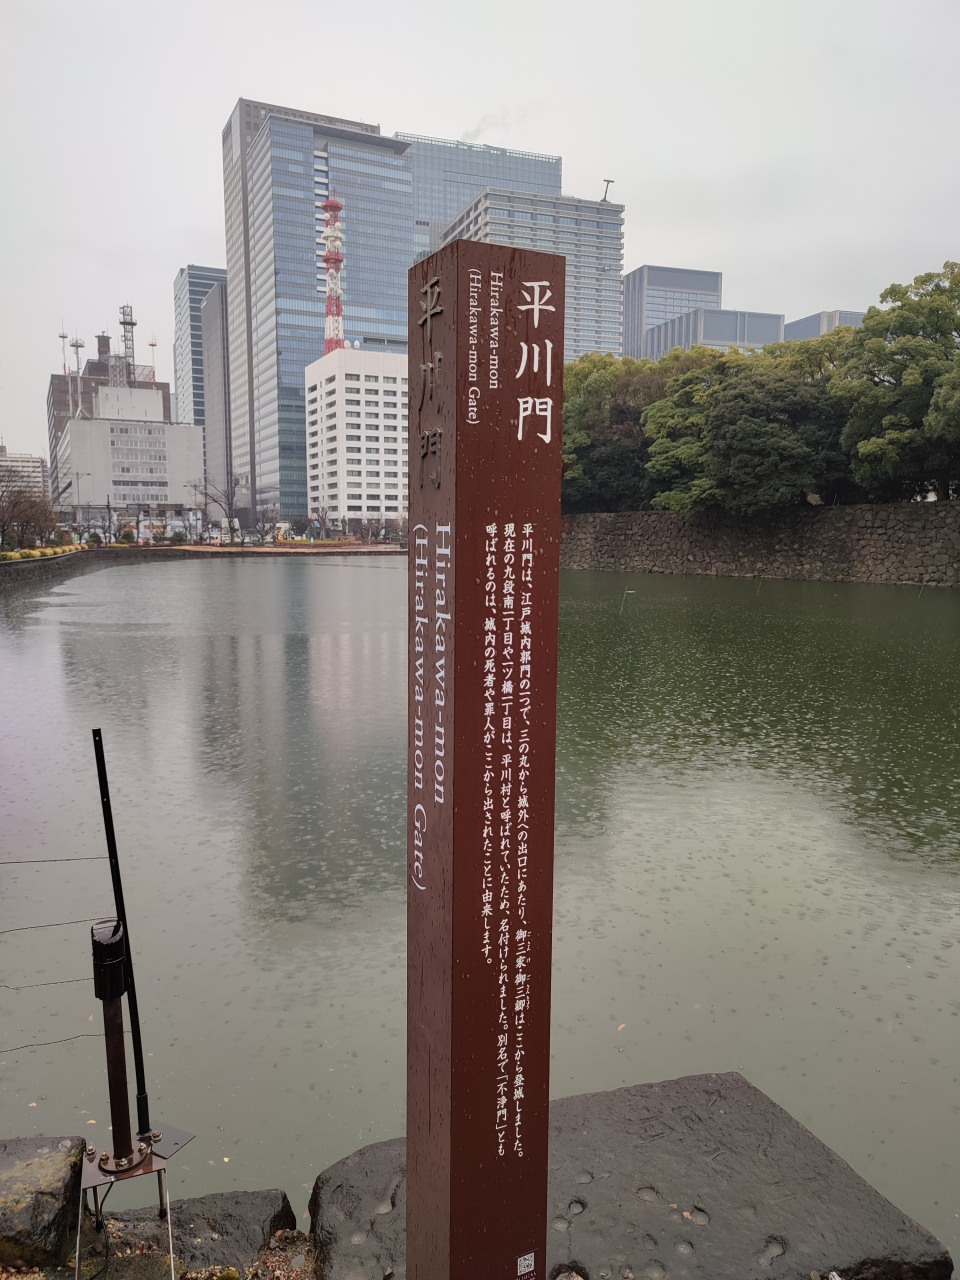 平川門
Hirakawa-mon
(Hirakawa-mon Gate)
平川門
Hirakawa-mon
(Hirakawa-mon Gate)
平川門は、江戸城内郭門の一つで、三の丸から城外への出口にあたり、御三家・御三卿はここから登城しました。
現在の九段南一丁目や一ツ橋一丁目は、平川村と呼ばれていたため、名付けられました。別名で「不浄門」とも
呼ばれるのは、城内の死者や罪人がここから出されたことに由来します。